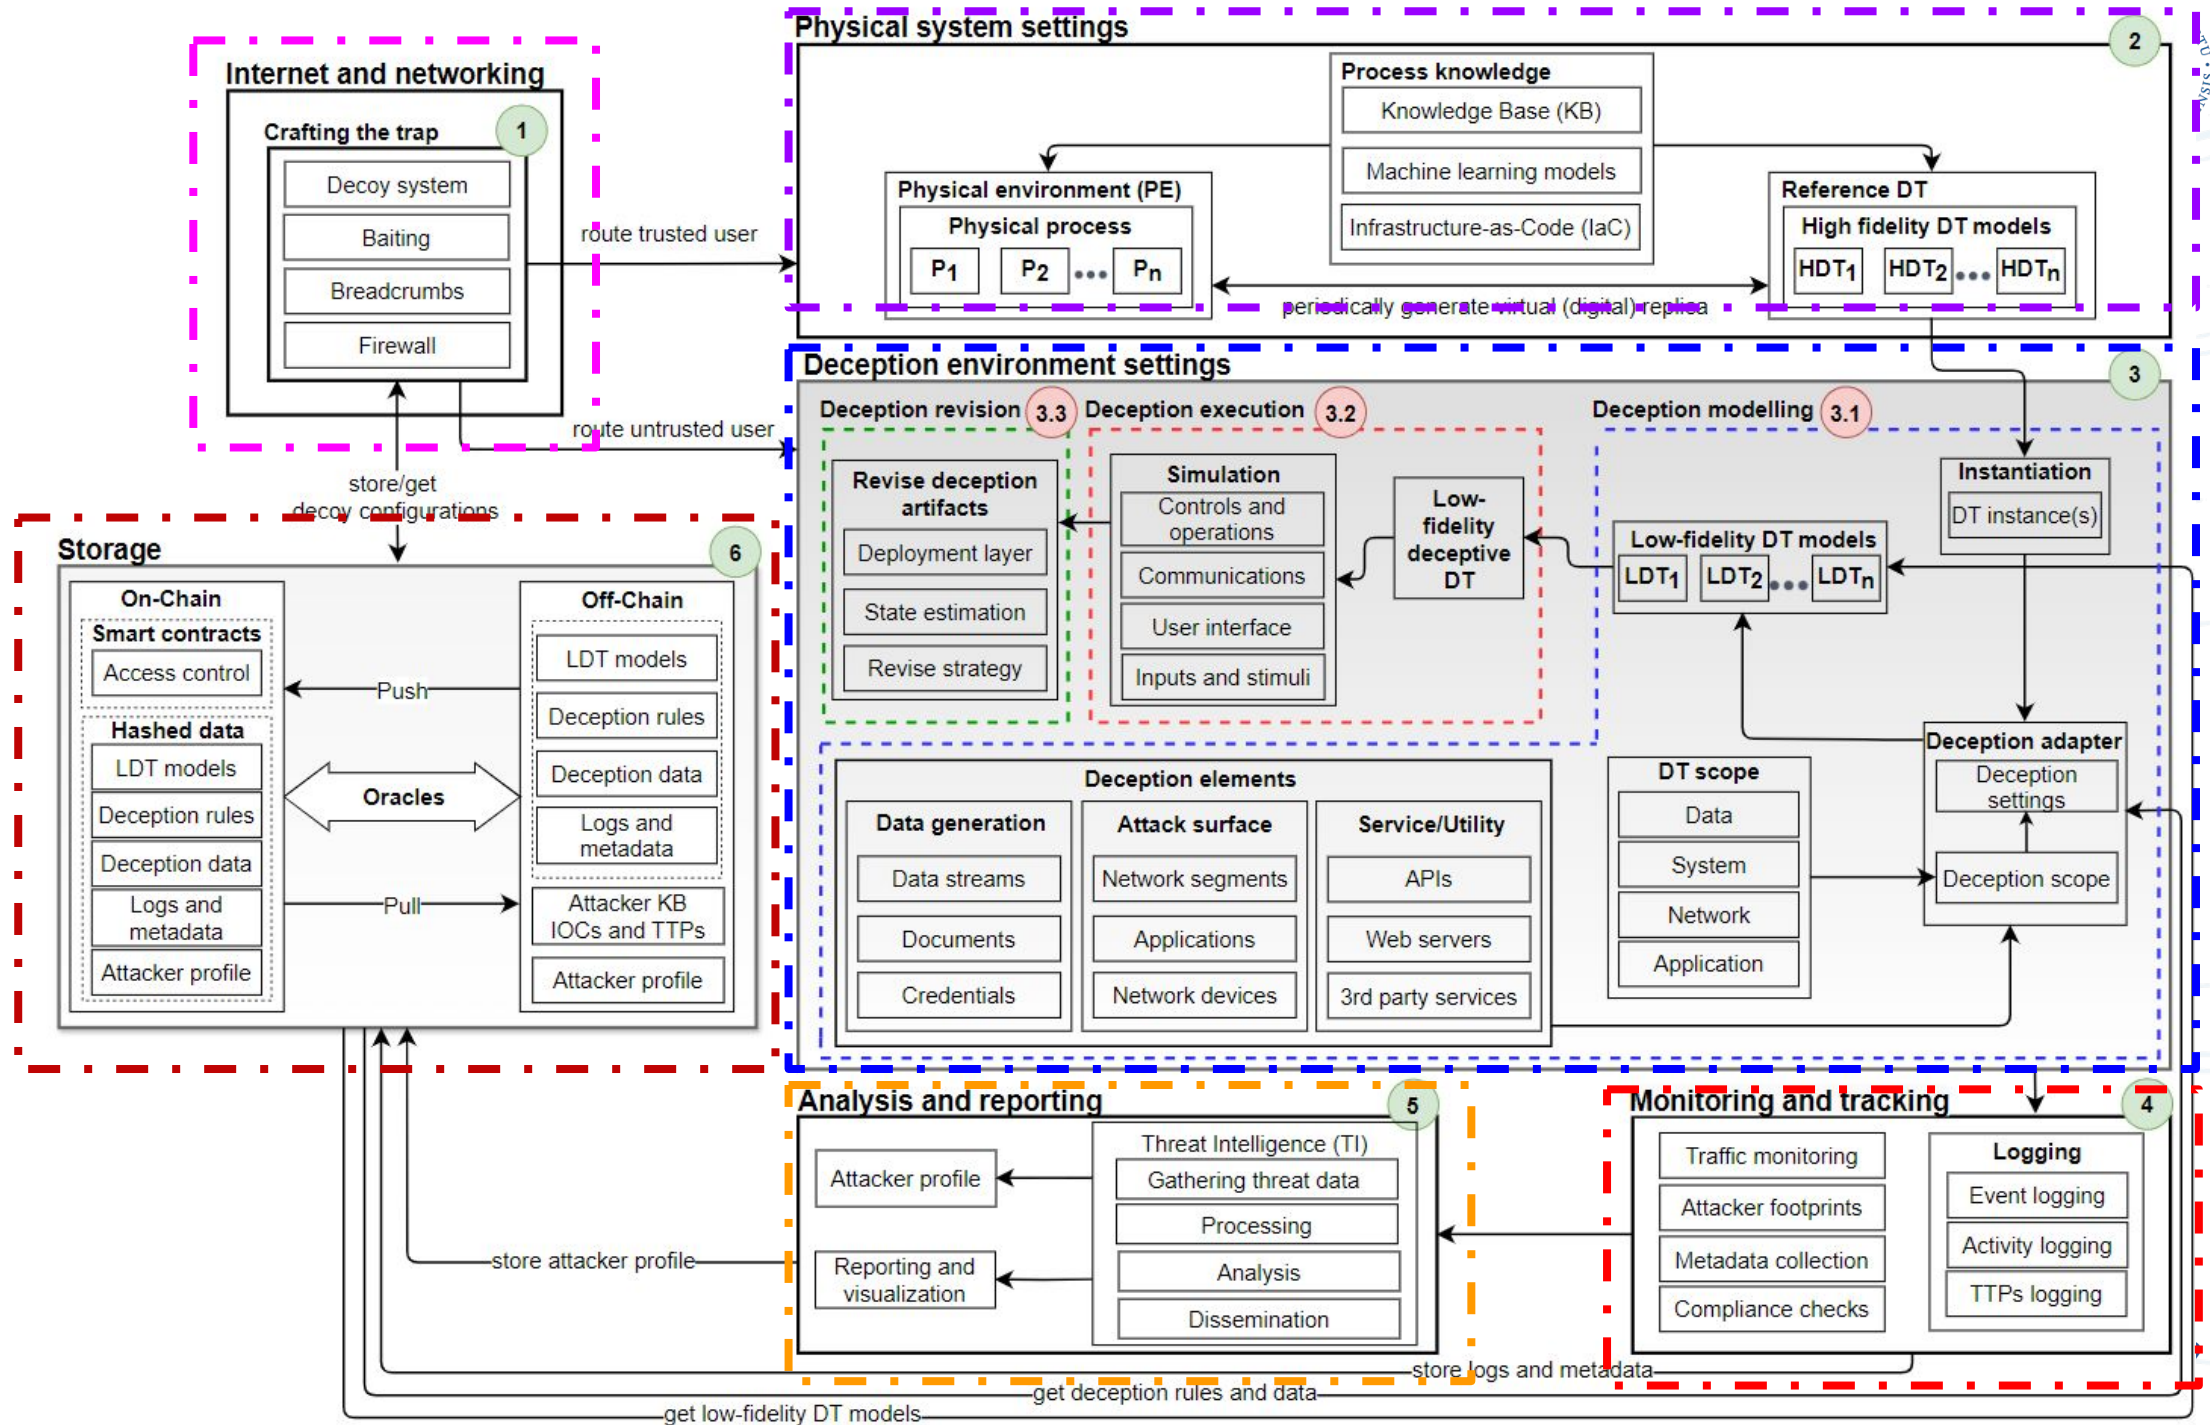 Internet and networking
1
Crafting the trap
Decoy system
Baiting
Breadcrumbs
Firewall
route trusted user
route untrusted user
store/get
decoy configurations
Physical system settings
2
Process knowledge
Knowledge Base (KB)
Machine learning models
Infrastructure-as-Code (IaC)
Physical environment (PE)
Physical process
P1
P2
Pn
Reference DT
High fidelity DT models
HDT1
HDT2
HDTn
periodically generate virtual (digital) replica
Deception environment settings
3
Deception revision
3.3
Revise deception
artifacts
Deployment layer
State estimation
Revise strategy
Deception execution
3.2
Simulation
Controls and
operations
Communications
User interface
Inputs and stimuli
Low-
fidelity
deceptive
DT
Deception modelling
3.1
Instantiation
DT instance(s)
Low-fidelity DT models
LDT1
LDT2
LDTn
Deception adapter
Deception
settings
Deception scope
DT scope
Data
System
Network
Application
Deception elements
Data generation
Data streams
Documents
Credentials
Attack surface
Network segments
Applications
Network devices
Service/Utility
APIs
Web servers
3rd party services
Storage
6
On-Chain
Smart contracts
Access control
Hashed data
LDT models
Deception rules
Deception data
Logs and
metadata
Attacker profile
Push
Oracles
Pull
Off-Chain
LDT models
Deception rules
Deception data
Logs and
metadata
Attacker KB
IOCs and TTPs
Attacker profile
Analysis and reporting
5
Attacker profile
Reporting and
visualization
Threat Intelligence (TI)
Gathering threat data
Processing
Analysis
Dissemination
Monitoring and tracking
4
Traffic monitoring
Attacker footprints
Metadata collection
Compliance checks
Logging
Event logging
Activity logging
TTPs logging
store attacker profile
store logs and metadata
get deception rules and data
get low-fidelity DT models